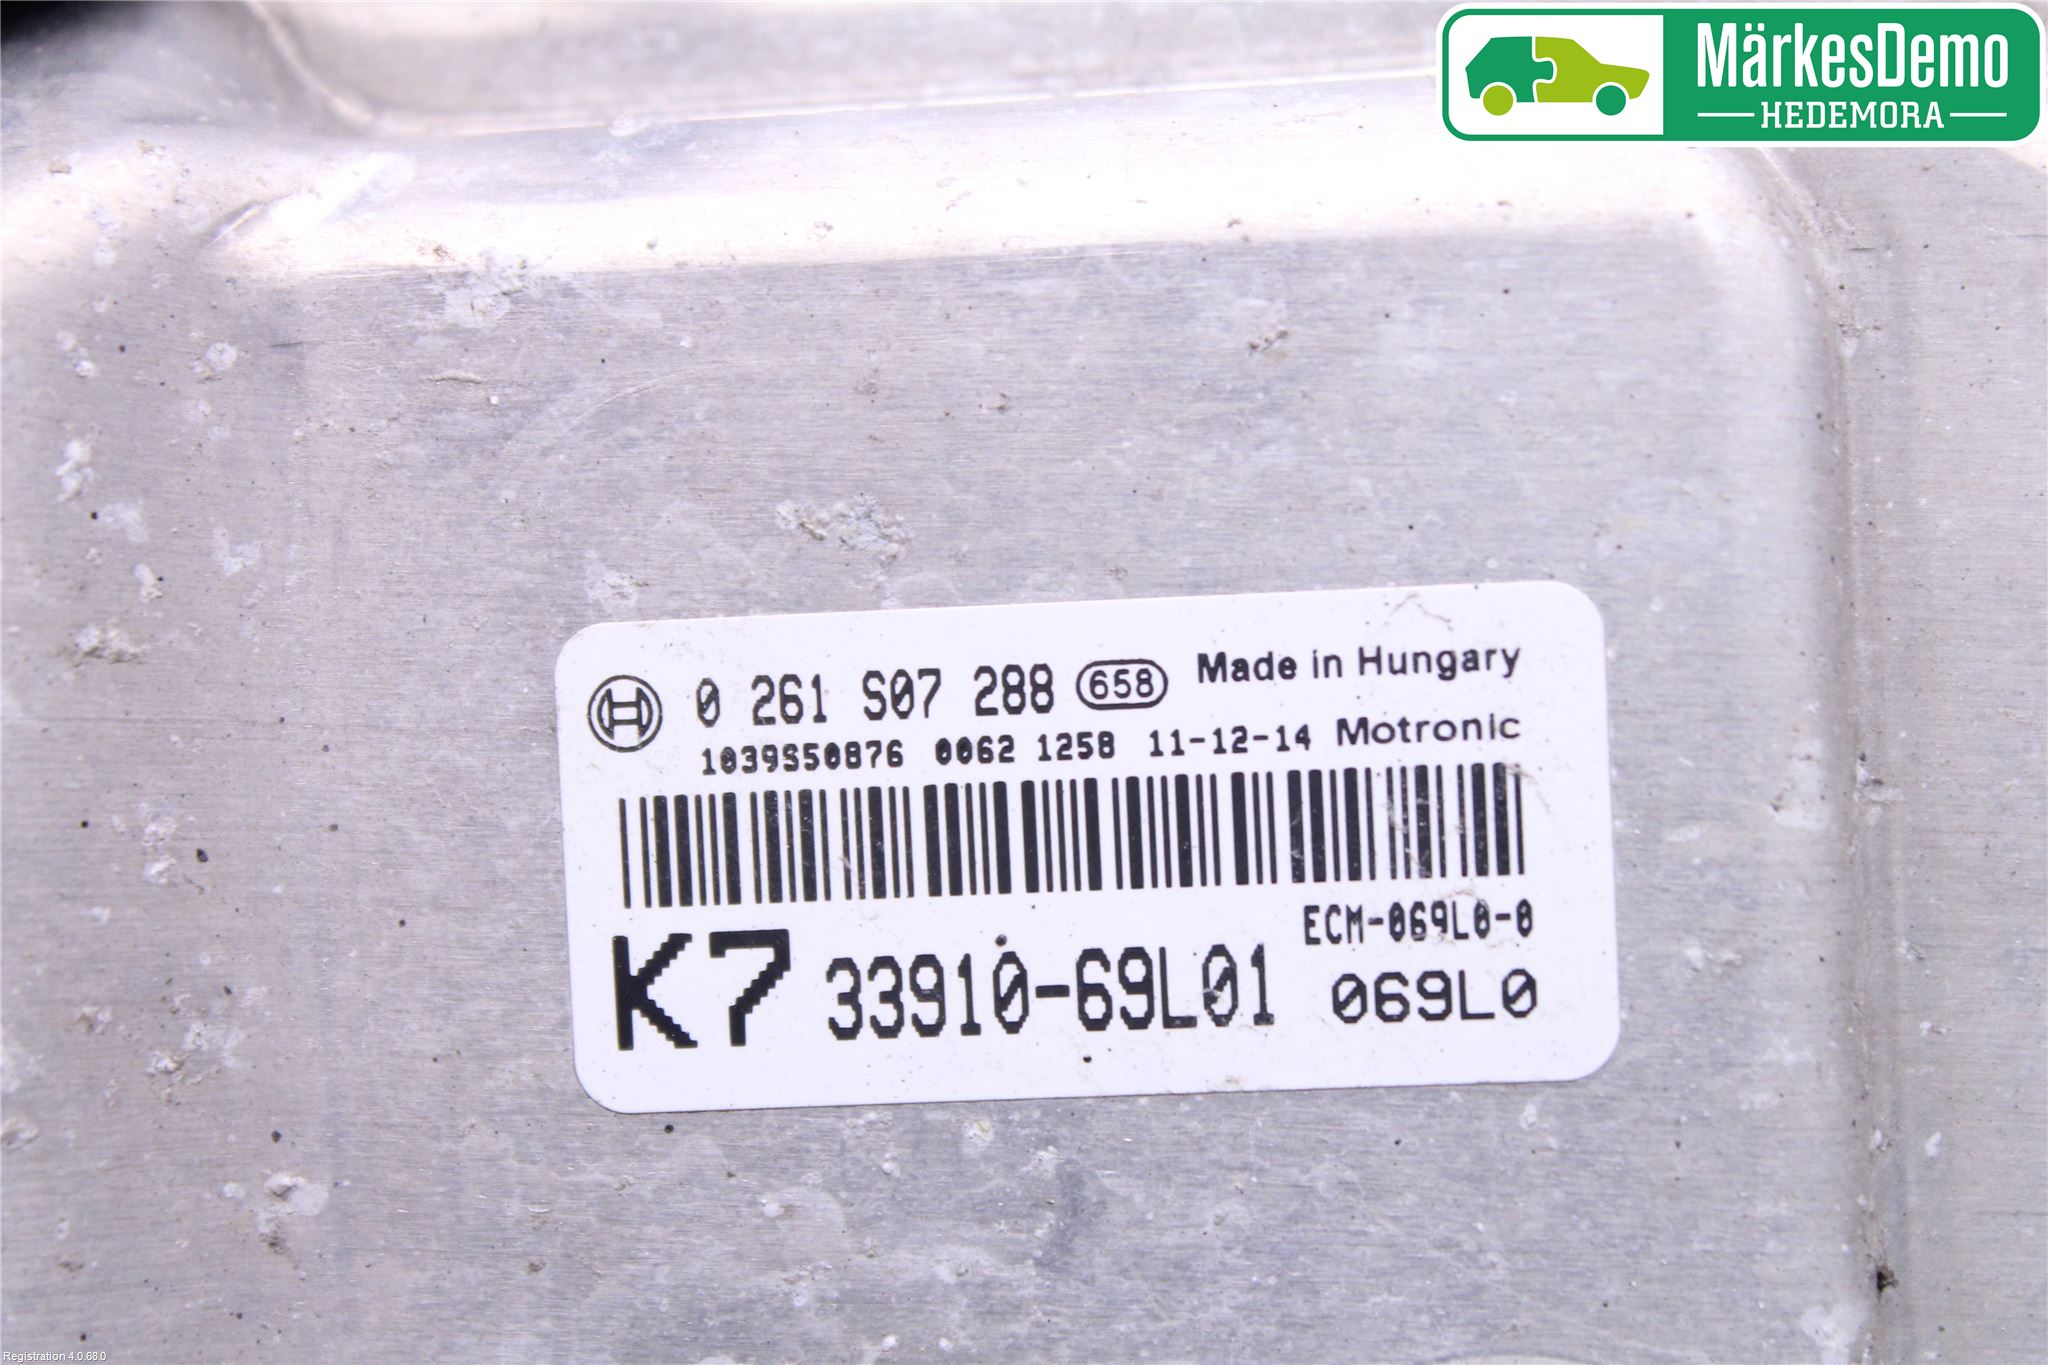 MärkesDemo
HEDEMORA
0 261 S07 288 658 Made in Hungary
1039S50876 0062 1258 11-12-14 Motronic
ECM-069L0-0
K7 33910-69L01 069L0
Registration 4.0.68.0